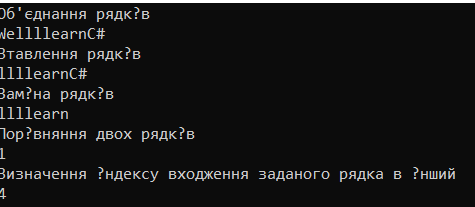 Об'єднання рядк?в
WellllearnC#
Втавлення рядк?в
llllearnC#
Зам?на рядк?в
llllearn
Пор?вняння двох рядк?в
1
Визначення ?ндексу входження заданого рядка в ?нший
4